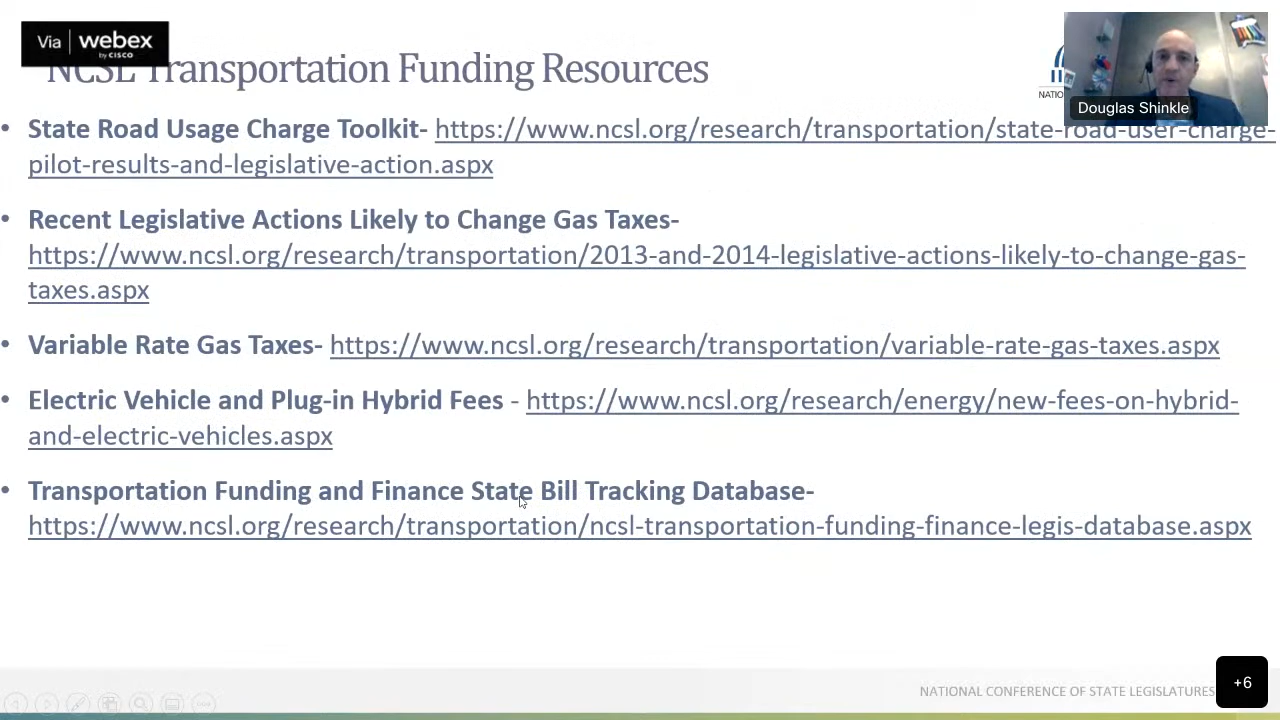 Via webex
by CISCO
NCSL Transportation Funding Resources
NATIO
Douglas Shinkle
• State Road Usage Charge Toolkit- https://www.ncsl.org/research/transportation/state-road-user-charge-
pilot-results-and-legislative-action.aspx
• Recent Legislative Actions Likely to Change Gas Taxes-
https://www.ncsl.org/research/transportation/2013-and-2014-legislative-actions-likely-to-change-gas-
taxes.aspx
• Variable Rate Gas Taxes- https://www.ncsl.org/research/transportation/variable-rate-gas-taxes.aspx
• Electric Vehicle and Plug-in Hybrid Fees - https://www.ncsl.org/research/energy/new-fees-on-hybrid-
and-electric-vehicles.aspx
• Transportation Funding and Finance State Bill Tracking Database-
https://www.ncsl.org/research/transportation/ncsl-transportation-funding-finance-legis-database.aspx
NATIONAL CONFERENCE OF STATE LEGISLATURES
+6